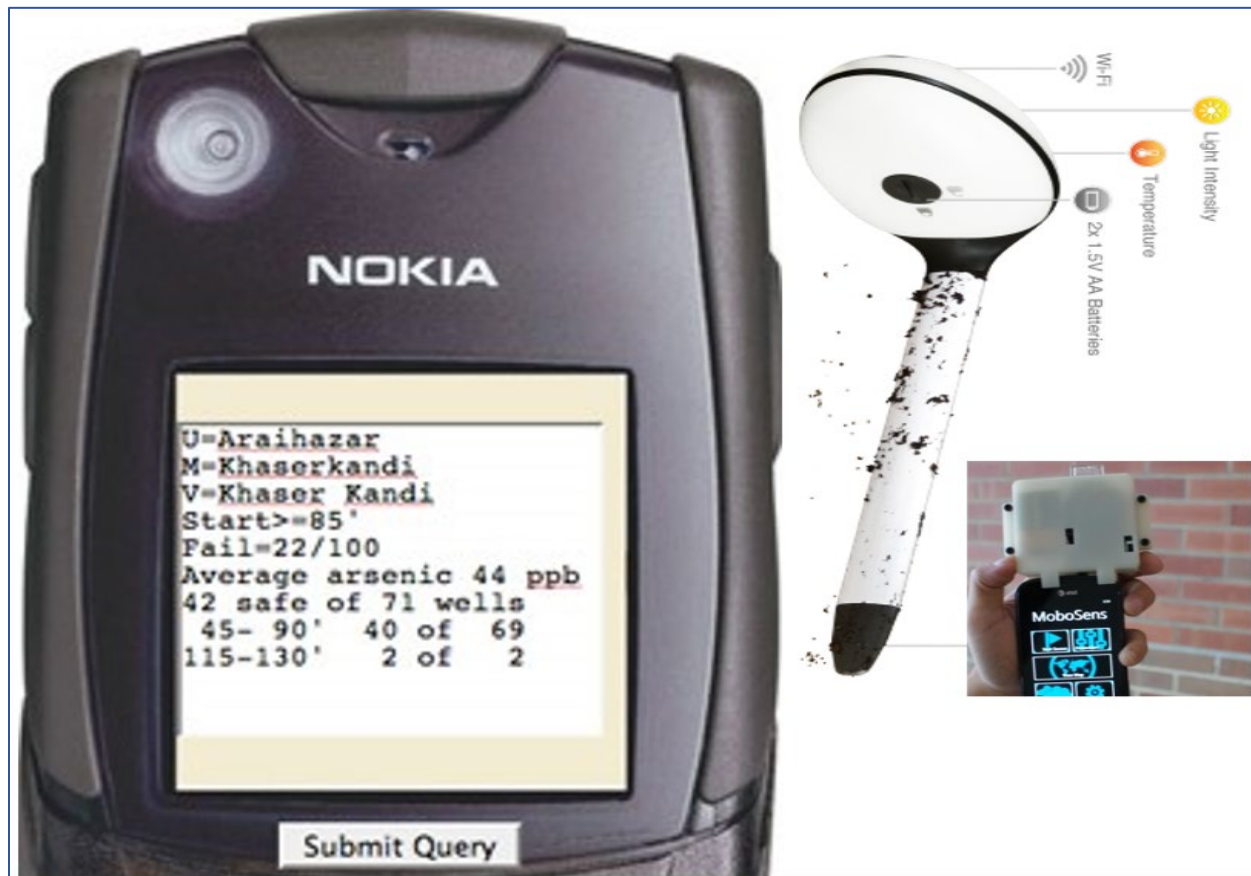 NOKIA
U=Araihazar
M=Khaserkandi
V=Khaser Kandi
Start>=85'
Fail=22/100
Average arsenic 44 ppb
42 safe of 71 wells
45- 90' 40 of 69
115-130' 2 of 2
Submit Query
Wi-Fi
Light Intensity
Temperature
2x 1.5V AA Batteries
MoboSens